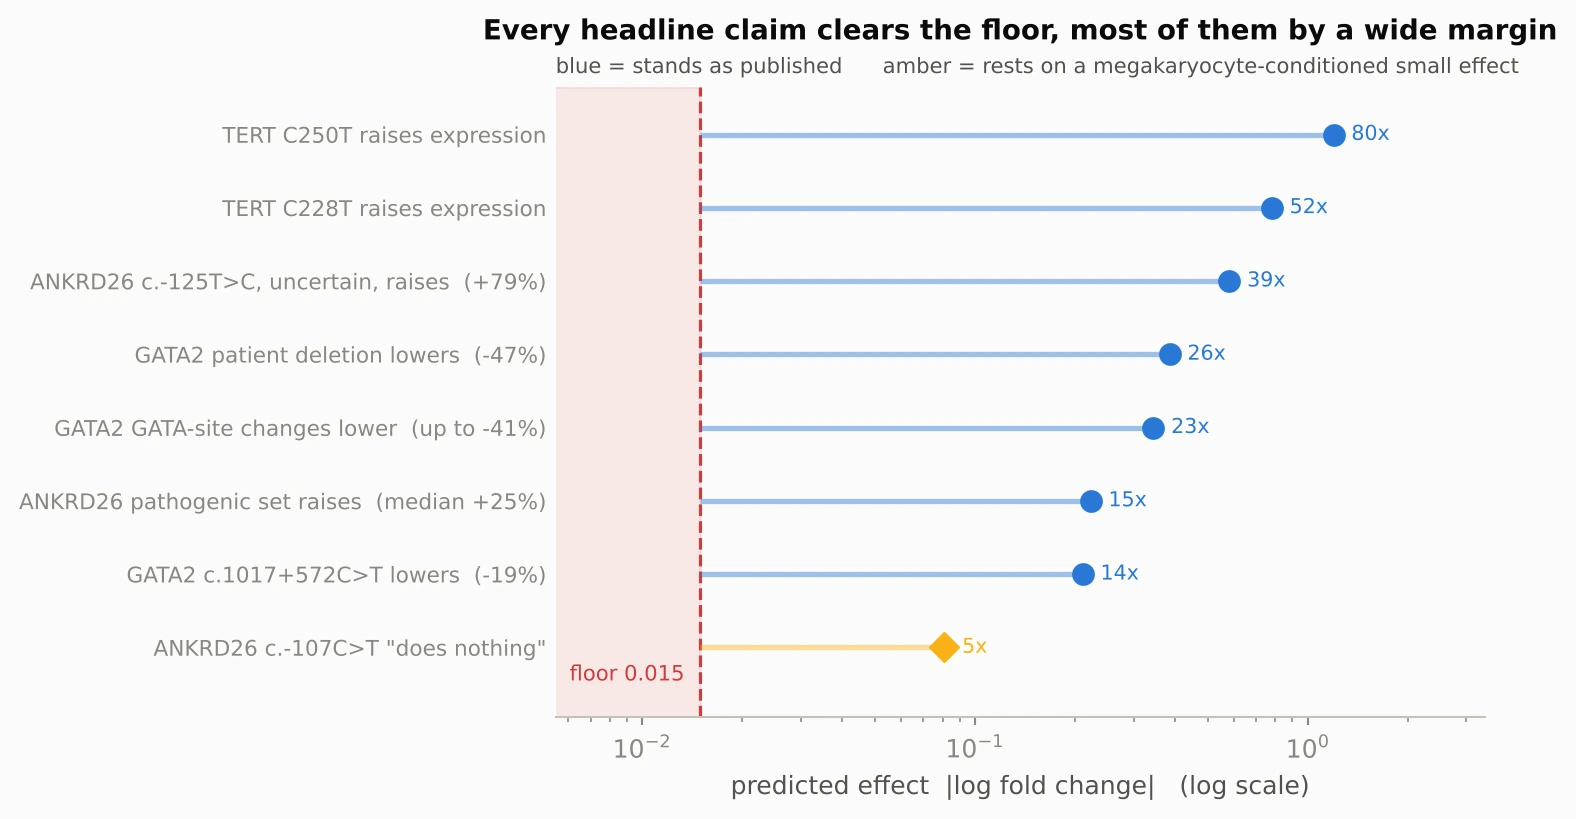 Every headline claim clears the floor, most of them by a wide margin
blue = stands as published amber = rests on a megakaryocyte-conditioned small effect
TERT C250T raises expression 80x
TERT C228T raises expression 52x
ANKRD26 c.-125T>C, uncertain, raises (+79%) 39x
GATA2 patient deletion lowers (-47%) 26x
GATA2 GATA-site changes lower (up to -41%) 23x
ANKRD26 pathogenic set raises (median +25%) 15x
GATA2 c.1017+572C>T lowers (-19%) 14x
ANKRD26 c.-107C>T "does nothing" 5x
floor 0.015
10⁻² 10⁻¹ 10⁰
predicted effect |log fold change| (log scale)